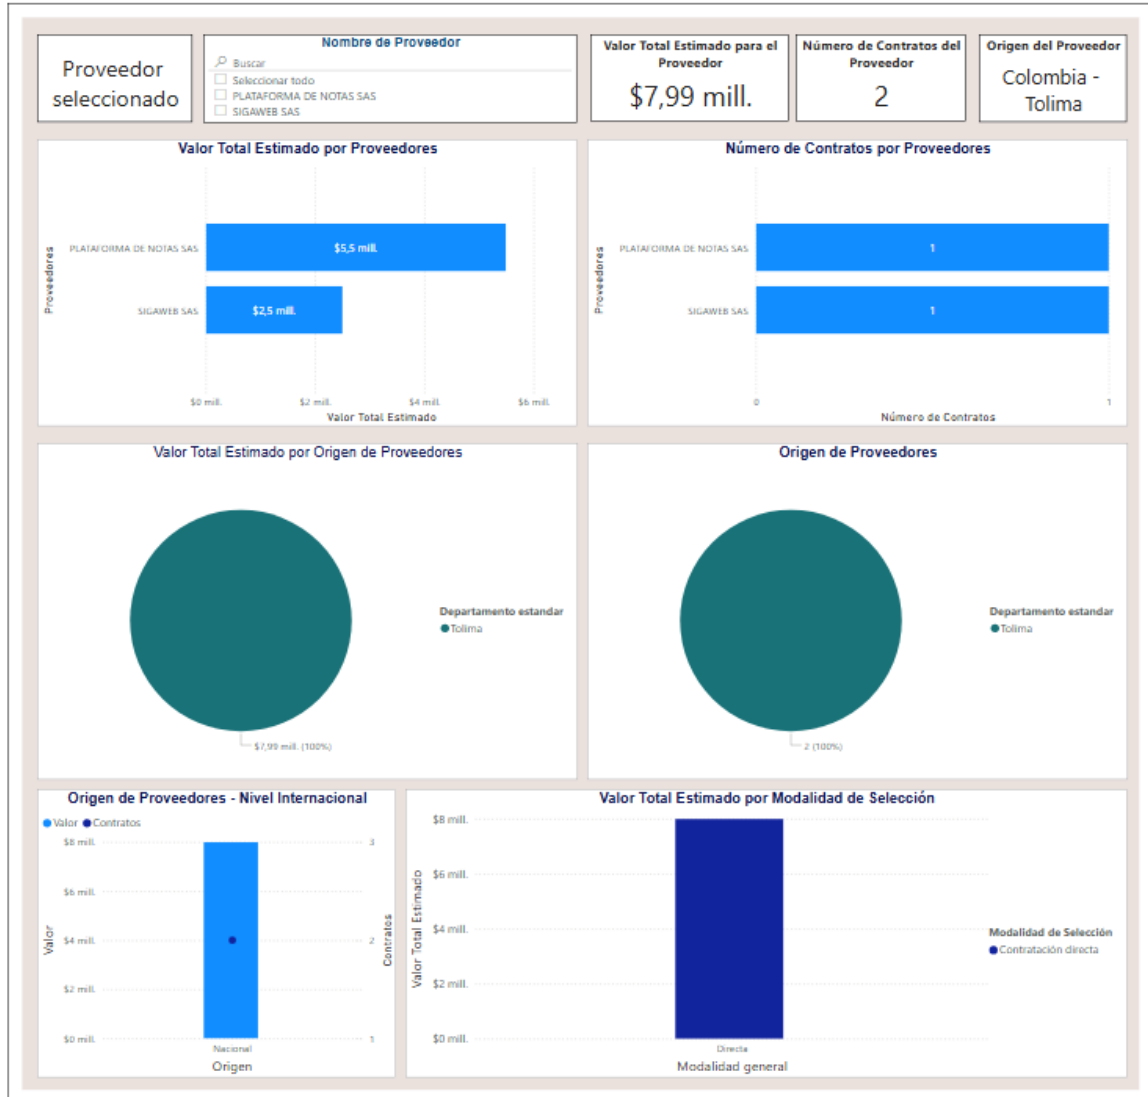 Proveedor
seleccionado
Nombre de Proveedor
Buscar
Seleccionar todo
PLATAFORMA DE NOTAS SAS
SIGAWEB SAS
Valor Total Estimado para el
Proveedor
$7,99 mill.
Número de Contratos del
Proveedor
2
Origen del Proveedor
Colombia -
Tolima
Valor Total Estimado por Proveedores
Proveedores
PLATAFORMA DE NOTAS SAS
$5,5 mill.
SIGAWEB SAS
$2,5 mill.
$0 mill.
$2 mill.
$4 mill.
$6 mill.
Valor Total Estimado
Número de Contratos por Proveedores
Proveedores
PLATAFORMA DE NOTAS SAS
1
SIGAWEB SAS
1
0
1
Número de Contratos
Valor Total Estimado por Origen de Proveedores
Departamento estandar
Tolima
$7,99 mill. (100%)
Origen de Proveedores
Departamento estandar
Tolima
2 (100%)
Origen de Proveedores - Nivel Internacional
Valor Contratos
Valor
$8 mill.
$6 mill.
$4 mill.
$2 mill.
$0 mill.
3
2
1
Contratos
Nacional
Origen
Valor Total Estimado por Modalidad de Selección
Valor Total Estimado
$8 mill.
$6 mill.
$4 mill.
$2 mill.
$0 mill.
Directa
Modalidad general
Modalidad de Selección
Contratación directa